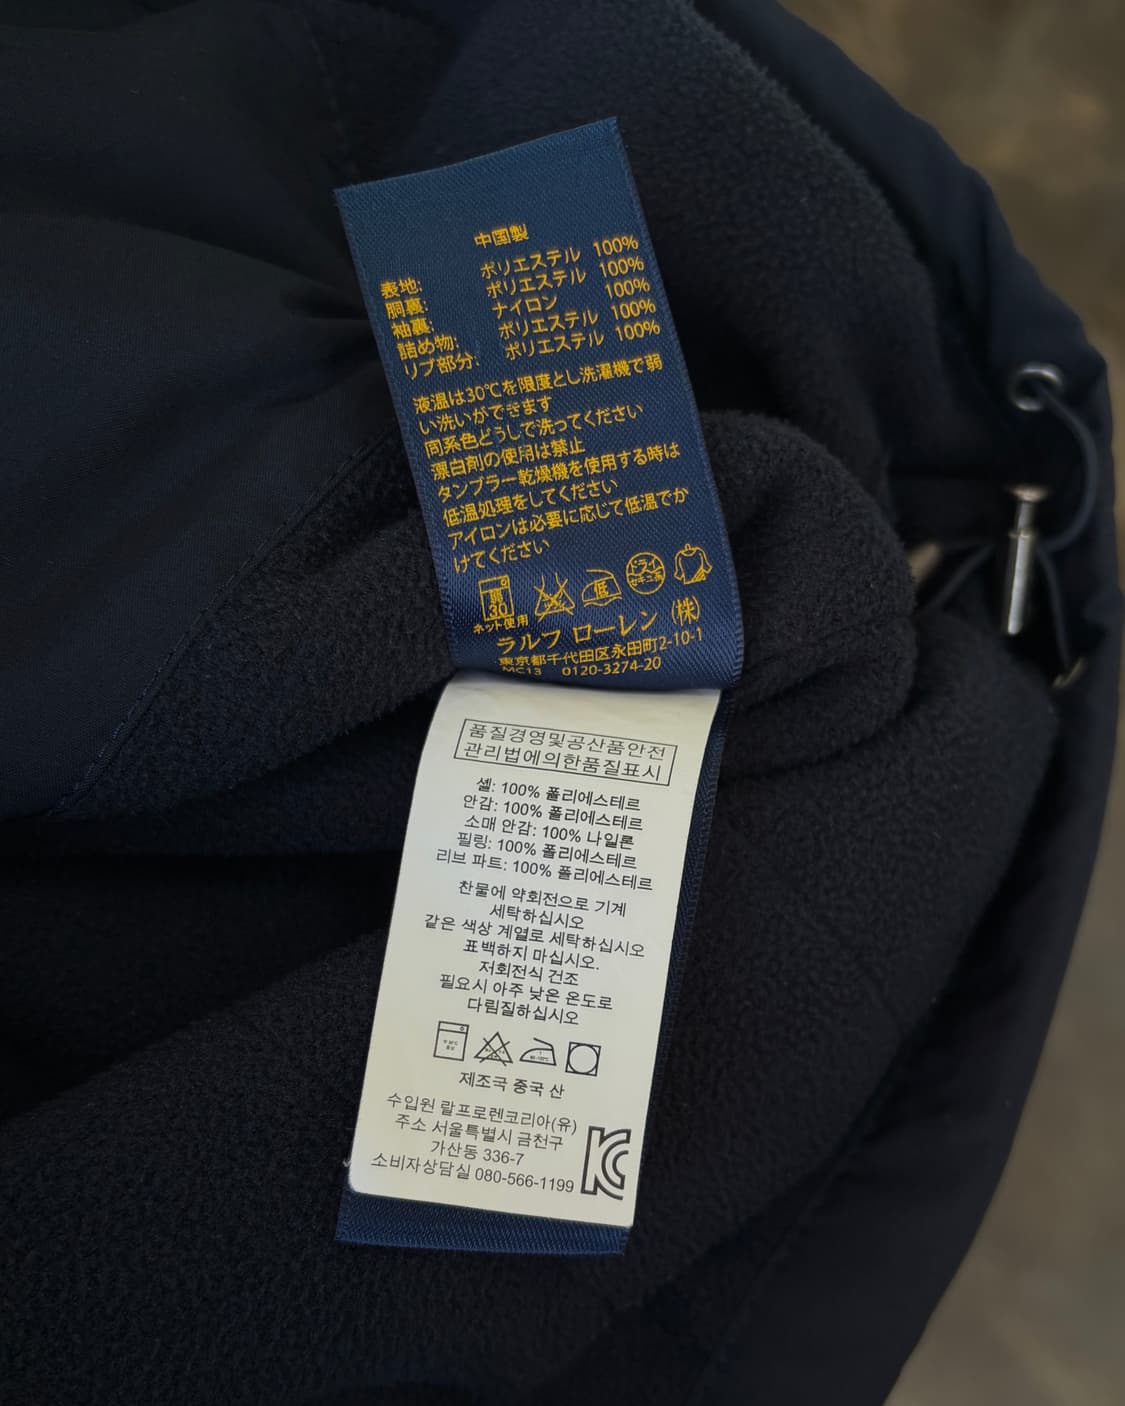 中国製
表地: ポリエステル 100%
胴裏: ポリエステル 100%
袖裏: ナイロン 100%
詰め物: ポリエステル 100%
リブ部分: ポリエステル 100%
液温は30℃を限度とし洗濯機で弱
い洗いができます
同系色どうしで洗ってください
漂白剤の使用は禁止
タンブラー乾燥機を使用する時は
低温処理をしてください
アイロンは必要に応じて低温でか
けてください
弱 30 低 ドライ セキユ系
ネット使用
ラルフ ローレン (株)
東京都千代田区永田町2-10-1
MC13 0120-3274-20
품질경영및공산품안전
관리법에의한품질표시
셸: 100% 폴리에스테르
안감: 100% 폴리에스테르
소매 안감: 100% 나일론
필링: 100% 폴리에스테르
리브 파트: 100% 폴리에스테르
찬물에 약회전으로 기계
세탁하십시오
같은 색상 계열로 세탁하십시오
표백하지 마십시오.
저회전식 건조
필요시 아주 낮은 온도로
다림질하십시오
제조국 중국 산
수입원 랄프로렌코리아(유)
주소 서울특별시 금천구
가산동 336-7
소비자상담실 080-566-1199